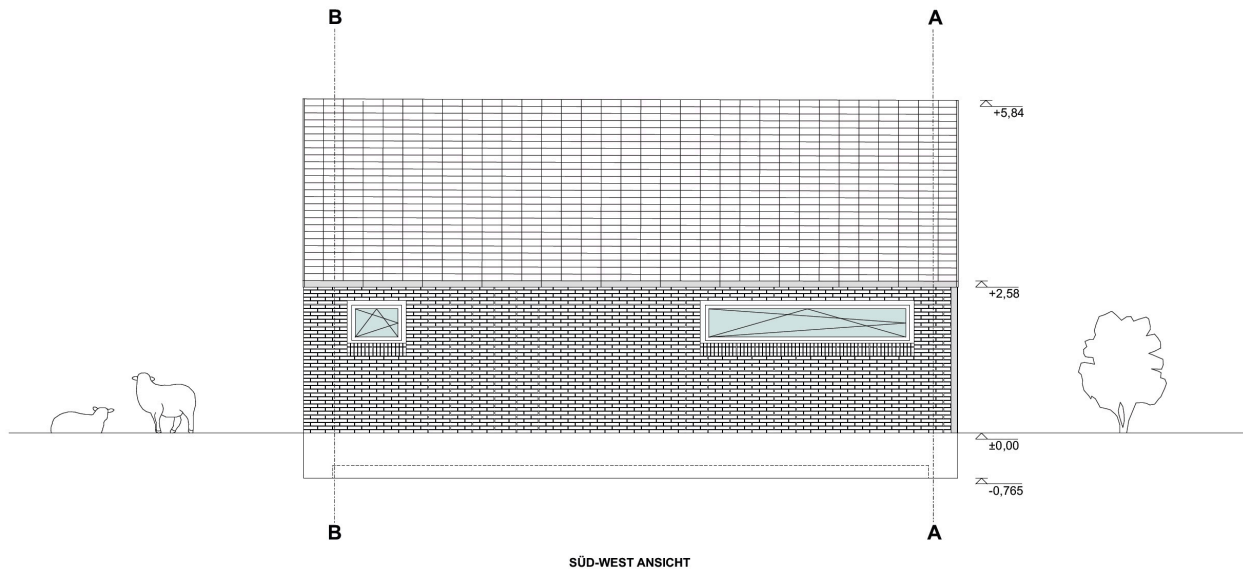 B
A
+5,84
+2,58
±0,00
-0,765
B
A
SÜD-WEST ANSICHT